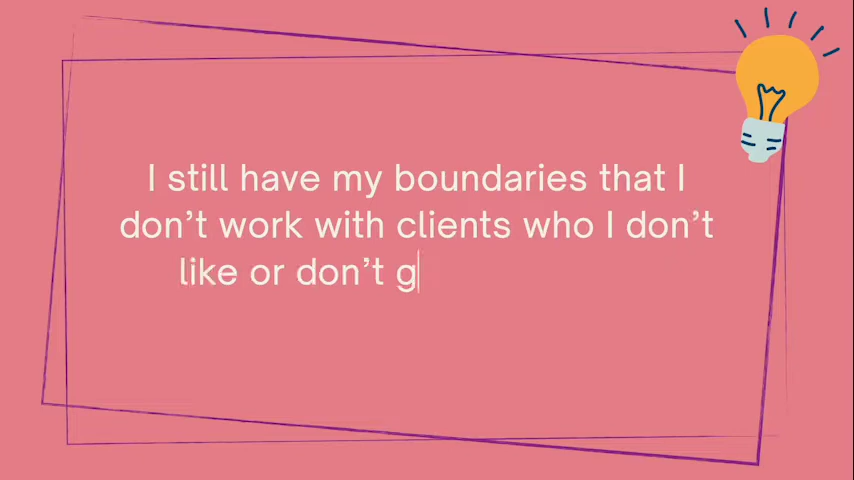 I still have my boundaries that I
don’t work with clients who I don’t
like or don’t g